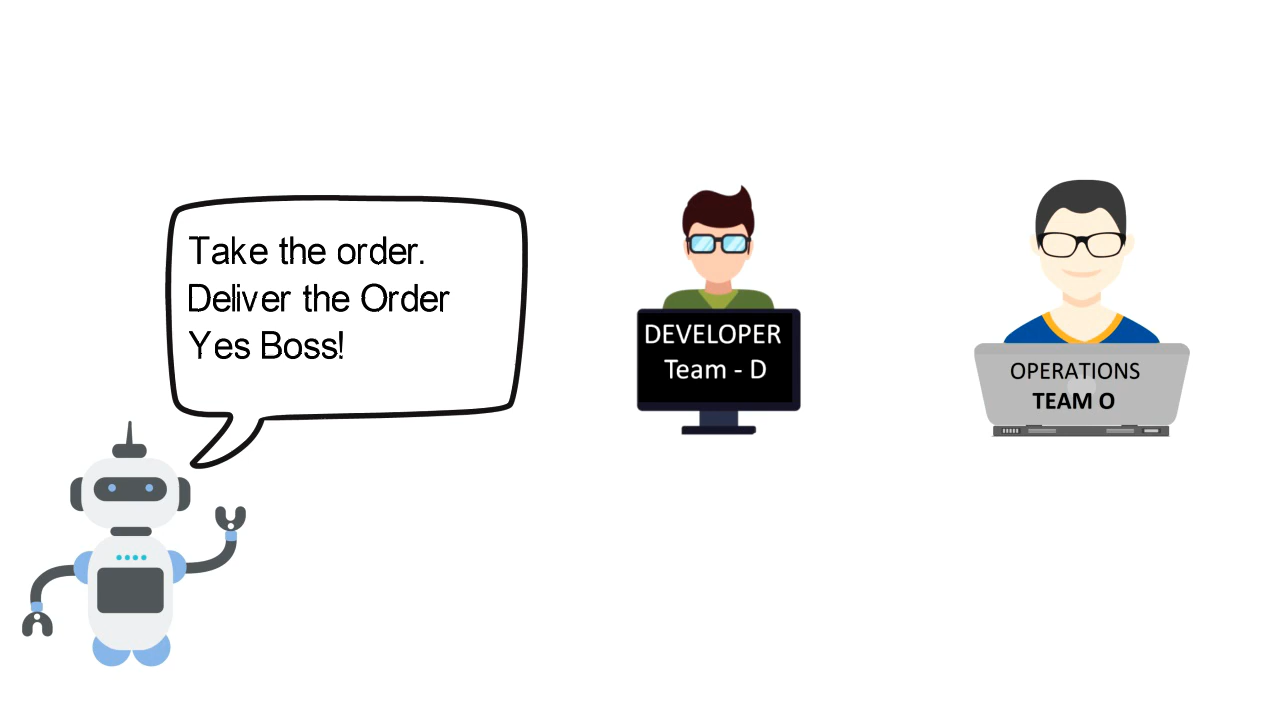 Take the order.
Deliver the Order
Yes Boss!
DEVELOPER
Team - D
OPERATIONS
TEAM O